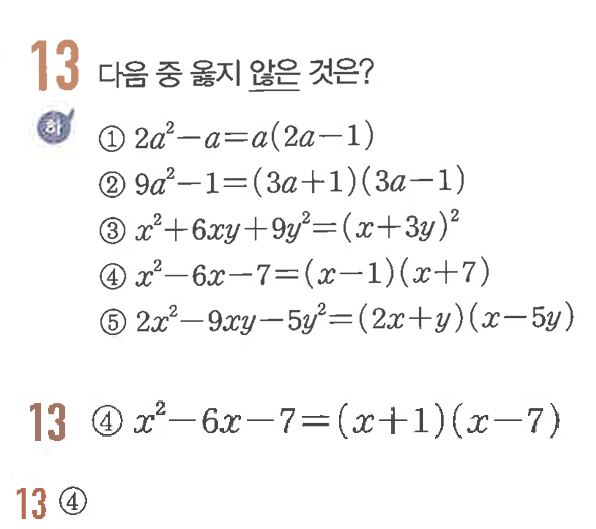 13 다음 중 옳지 않은 것은?
하
① 2a²−a=a(2a−1)
② 9a²−1=(3a+1)(3a−1)
③ x²+6xy+9y²=(x+3y)²
④ x²−6x−7=(x−1)(x+7)
⑤ 2x²−9xy−5y²=(2x+y)(x−5y)
13 ④ x²−6x−7=(x+1)(x−7)
13 ④